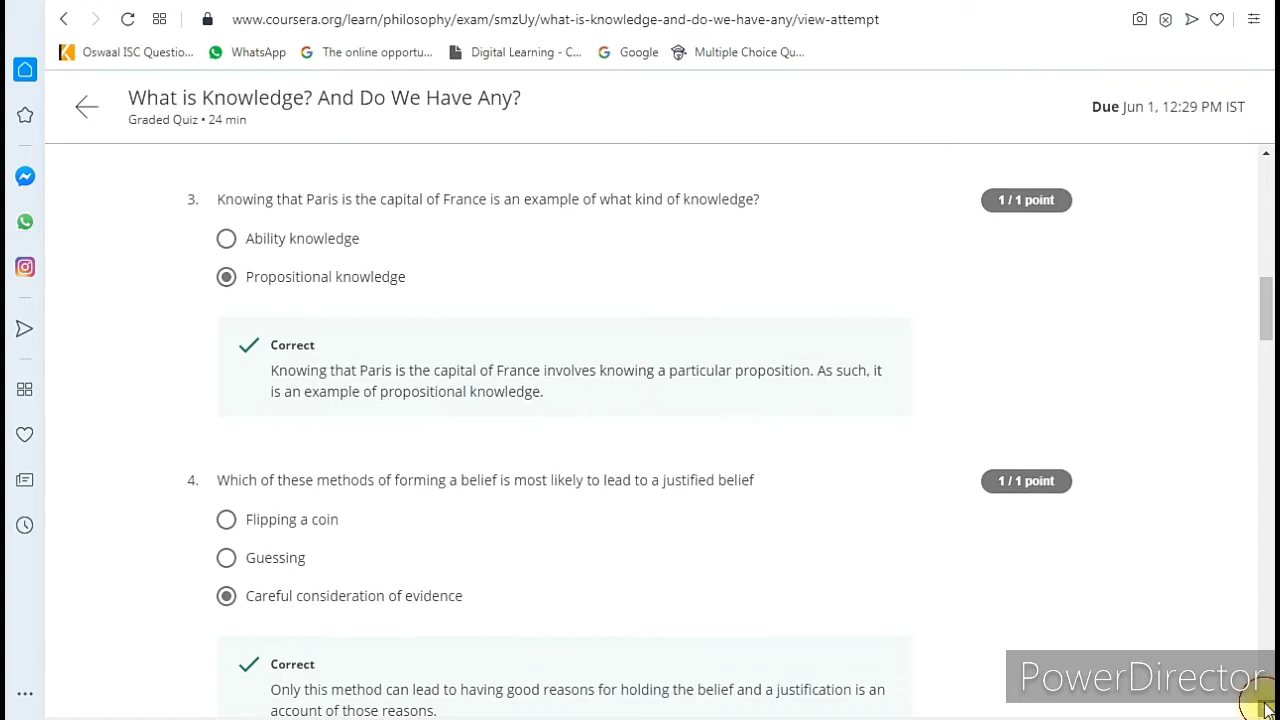 www.coursera.org/learn/philosophy/exam/smzUy/what-is-knowledge-and-do-we-have-any/view-attempt
Oswaal ISC Questio... WhatsApp The online opportu... Digital Learning - C... Google Multiple Choice Qu...
What is Knowledge? And Do We Have Any?
Graded Quiz • 24 min
Due Jun 1, 12:29 PM IST
3. Knowing that Paris is the capital of France is an example of what kind of knowledge? 1 / 1 point
Ability knowledge
Propositional knowledge
Correct
Knowing that Paris is the capital of France involves knowing a particular proposition. As such, it
is an example of propositional knowledge.
4. Which of these methods of forming a belief is most likely to lead to a justified belief 1 / 1 point
Flipping a coin
Guessing
Careful consideration of evidence
Correct
Only this method can lead to having good reasons for holding the belief and a justification is an
account of those reasons.
PowerDirector